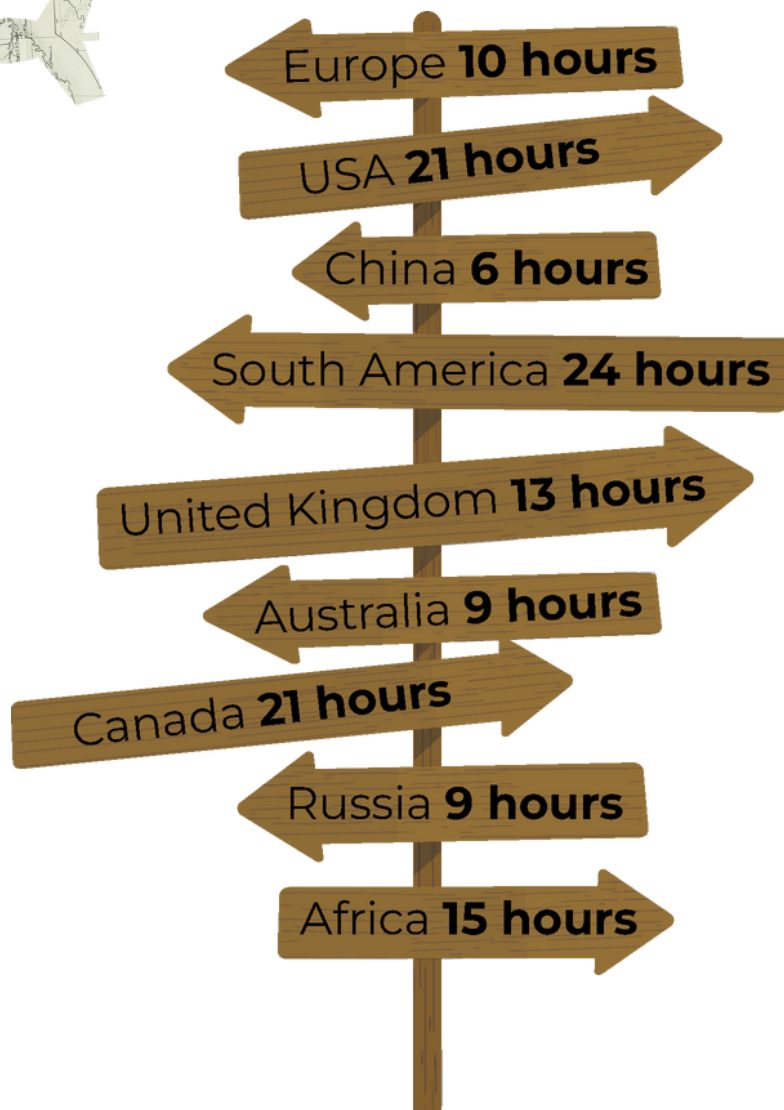 Europe 10 hours
USA 21 hours
China 6 hours
South America 24 hours
United Kingdom 13 hours
Australia 9 hours
Canada 21 hours
Russia 9 hours
Africa 15 hours